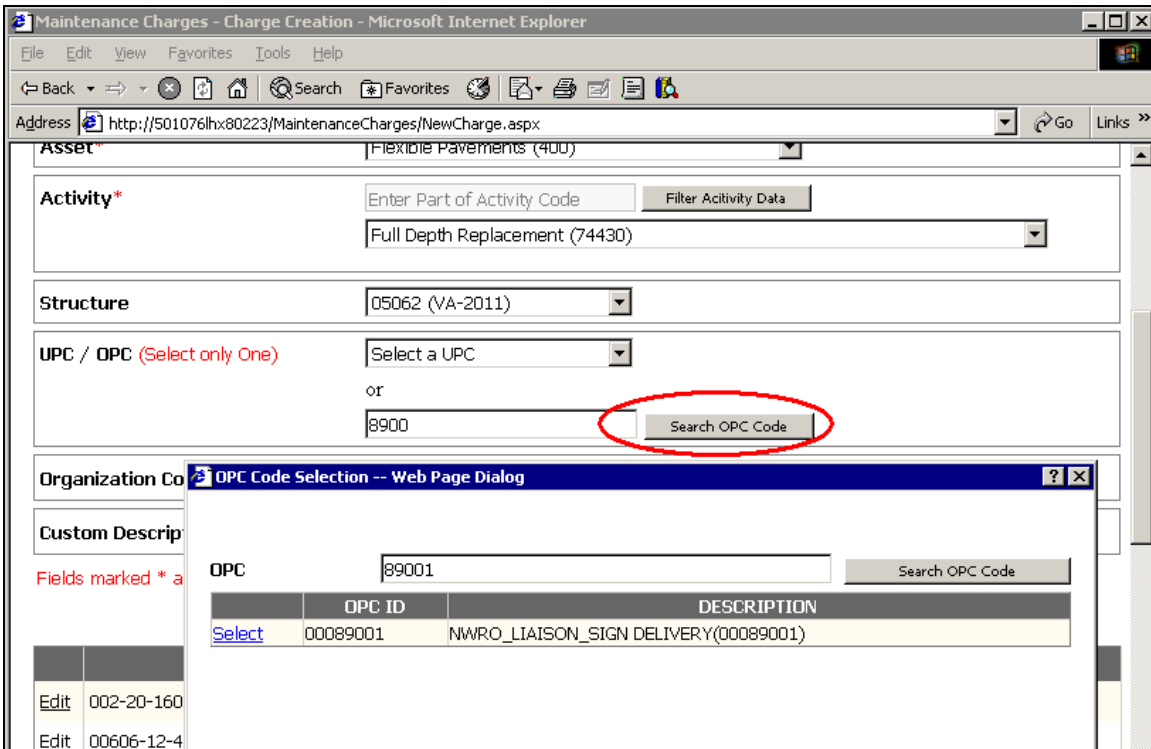 Maintenance Charges - Charge Creation - Microsoft Internet Explorer
File Edit View Favorites Tools Help
Back Search Favorites
Address http://501076lhx80223/MaintenanceCharges/NewCharge.aspx Go Links »
Asset* Flexible Pavements (400)
Activity* Enter Part of Activity Code Filter Acitivity Data
Full Depth Replacement (74430)
Structure 05062 (VA-2011)
UPC / OPC (Select only One) Select a UPC
or
8900 Search OPC Code
Organization Co
OPC Code Selection -- Web Page Dialog
Custom Descrip
Fields marked * a
OPC 89001 Search OPC Code
OPC ID DESCRIPTION
Select 00089001 NWRO_LIAISON_SIGN DELIVERY(00089001)
Edit 002-20-160
Edit 00606-12-4